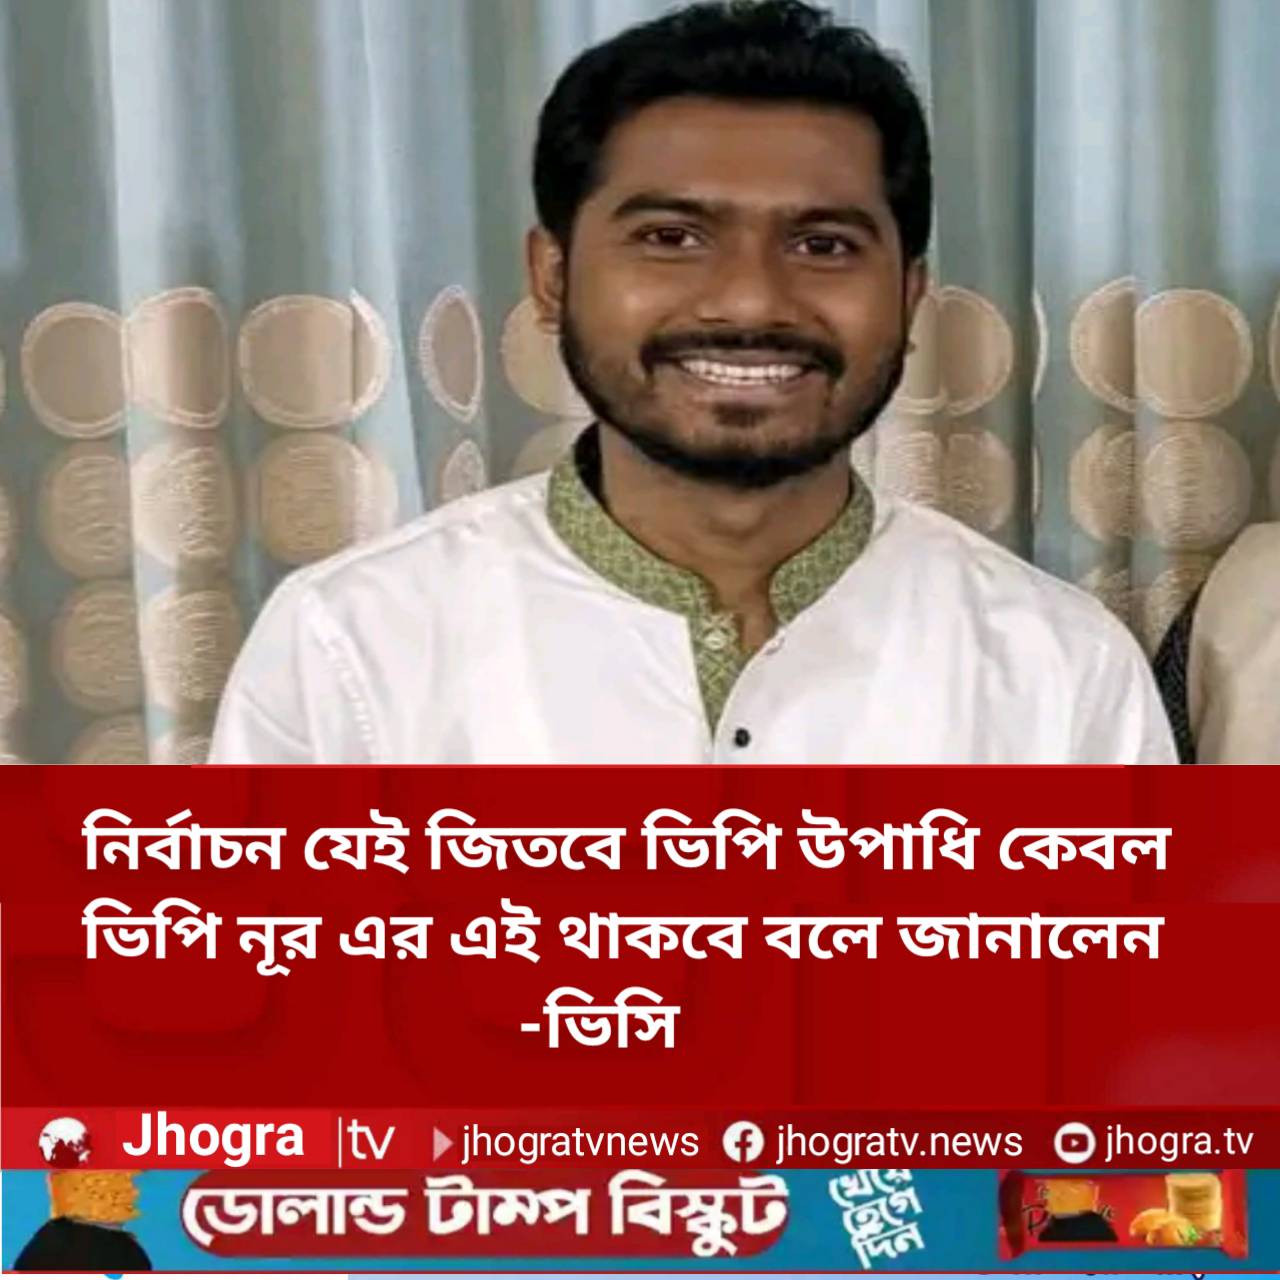 নির্বাচন যেই জিতবে ভিপি উপাধি কেবল
ভিপি নূর এর এই থাকবে বলে জানালেন
-ভিসি
Jhogra |tv jhogratvnews jhogratv.news jhogra.tv
ডোলান্ড টাম্প বিস্কুট
খেয়ে
হেগে
দিন